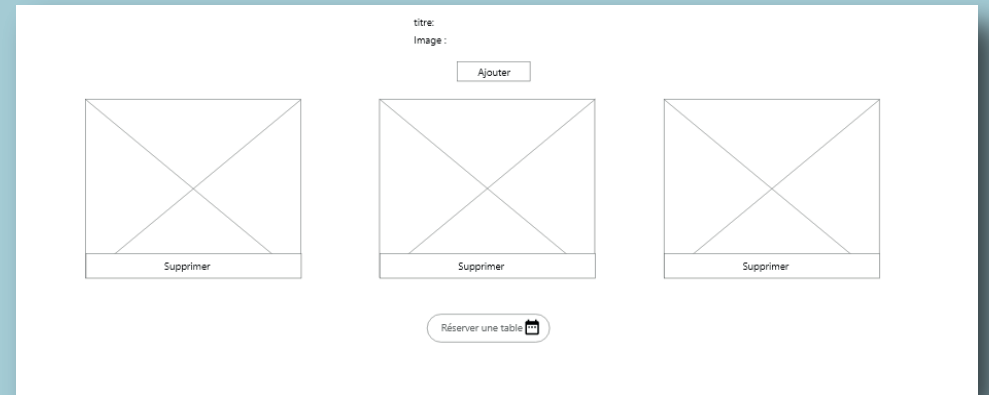 titre:
Image :
Ajouter
Supprimer
Supprimer
Supprimer
Réserver une table